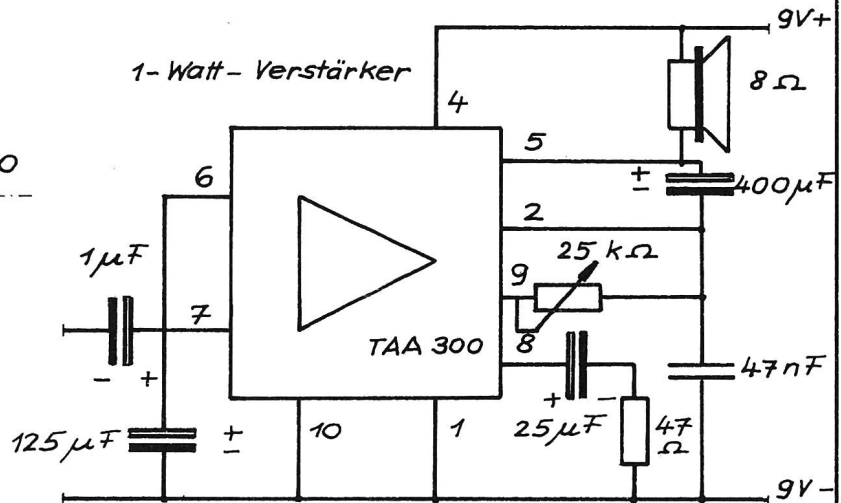 9V+
1-Watt-Verstärker
8 Ω
4
5
0
6
+
-
400µF
2
1µF
25 kΩ
9
7
8
TAA 300
47nF
- +
+ -
125µF
+
-
10
1
25µF
47
Ω
9V-